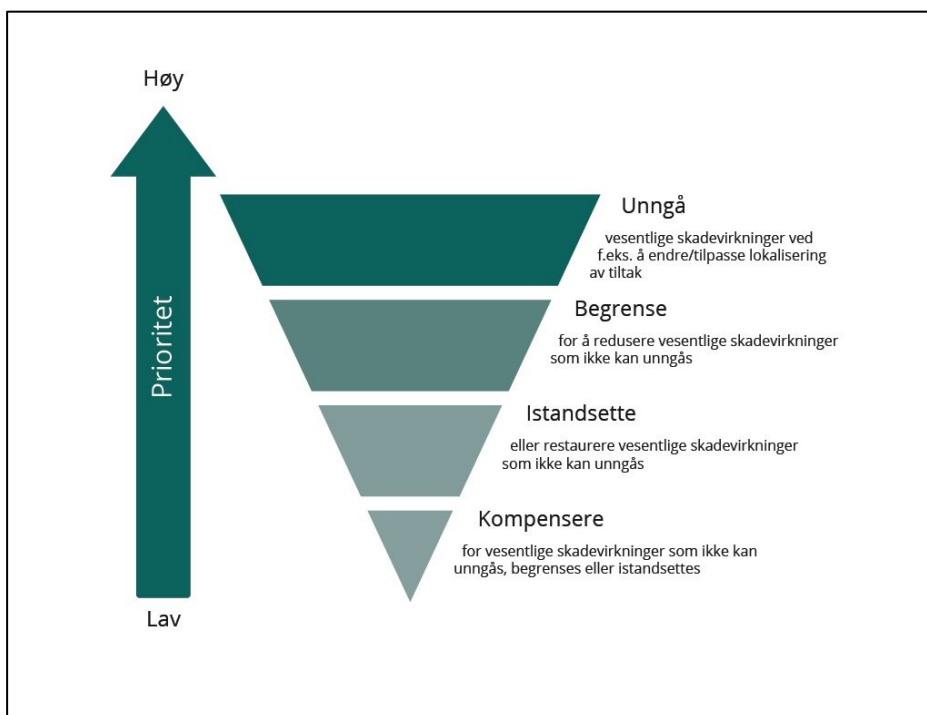 Høy
Prioritet
Lav
Unngå
vesentlige skadevirkninger ved
f.eks. å endre/tilpasse lokalisering
av tiltak
Begrense
for å redusere vesentlige skadevirkninger
som ikke kan unngås
Istandsette
eller restaurere vesentlige skadevirkninger
som ikke kan unngås
Kompensere
for vesentlige skadevirkninger som ikke kan
unngås, begrenses eller istandsettes